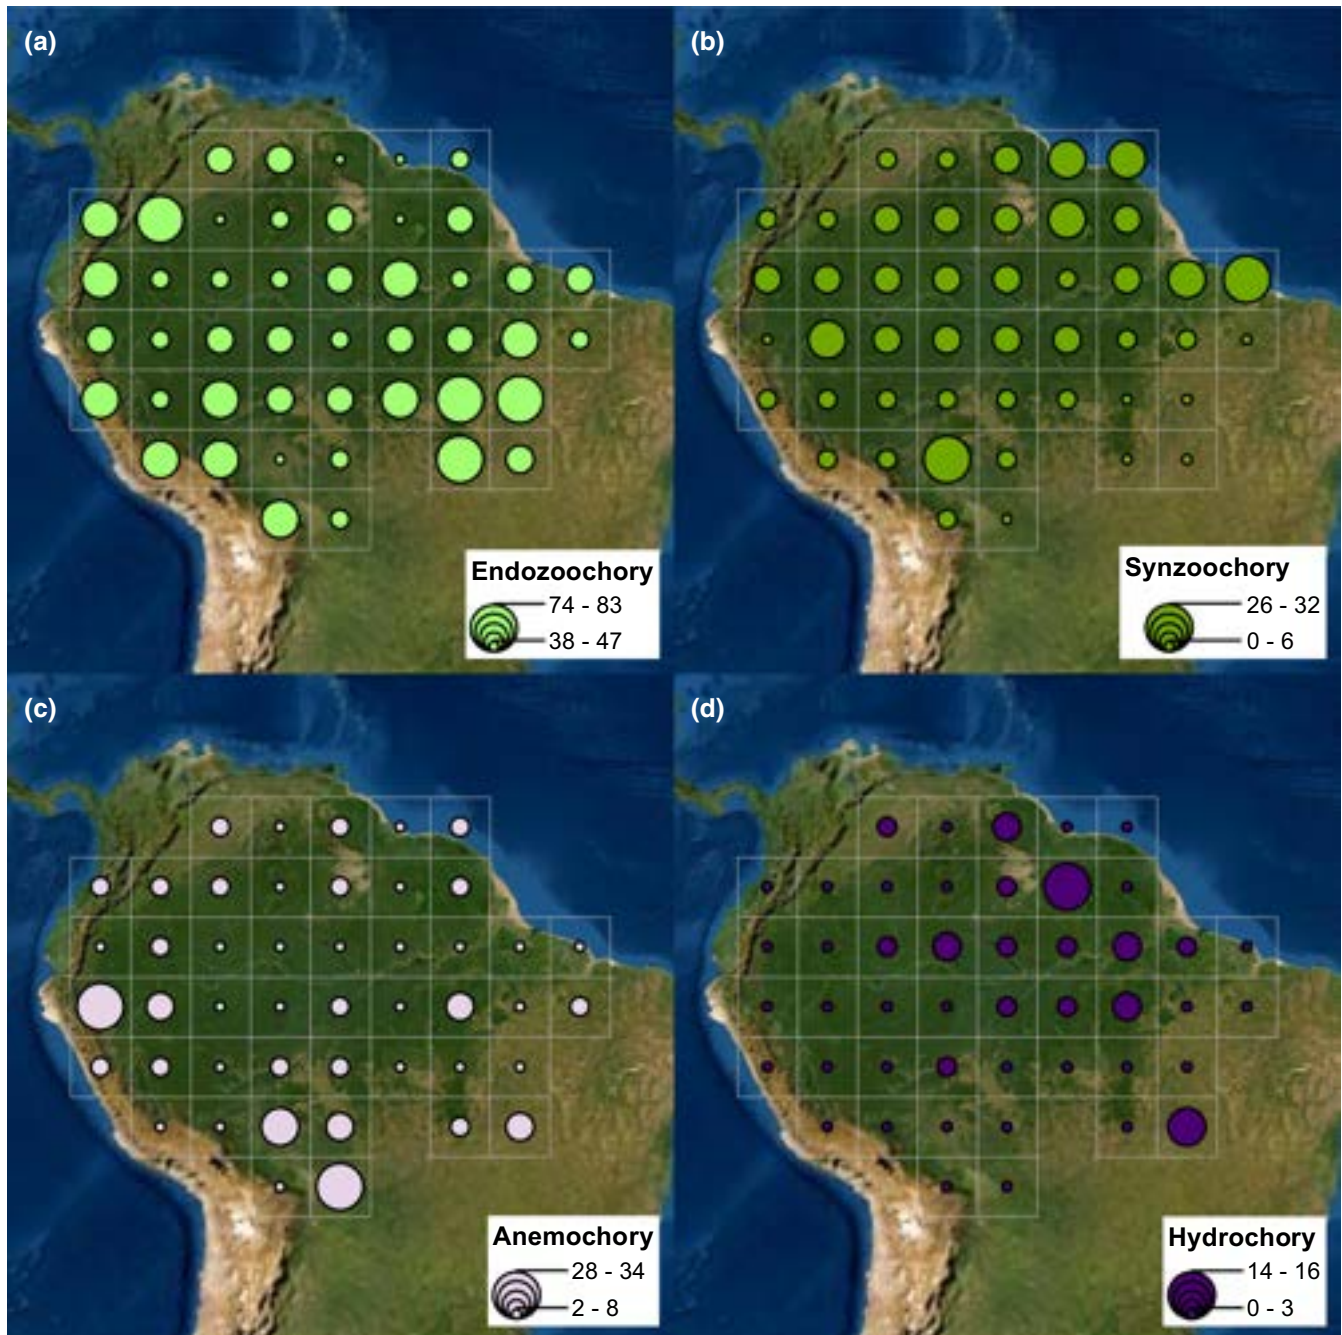 (a)
(b)
Endozoochory
74 - 83
38 - 47
Synzoochory
26 - 32
0 - 6
(c)
(d)
Anemochory
28 - 34
2 - 8
Hydrochory
14 - 16
0 - 3